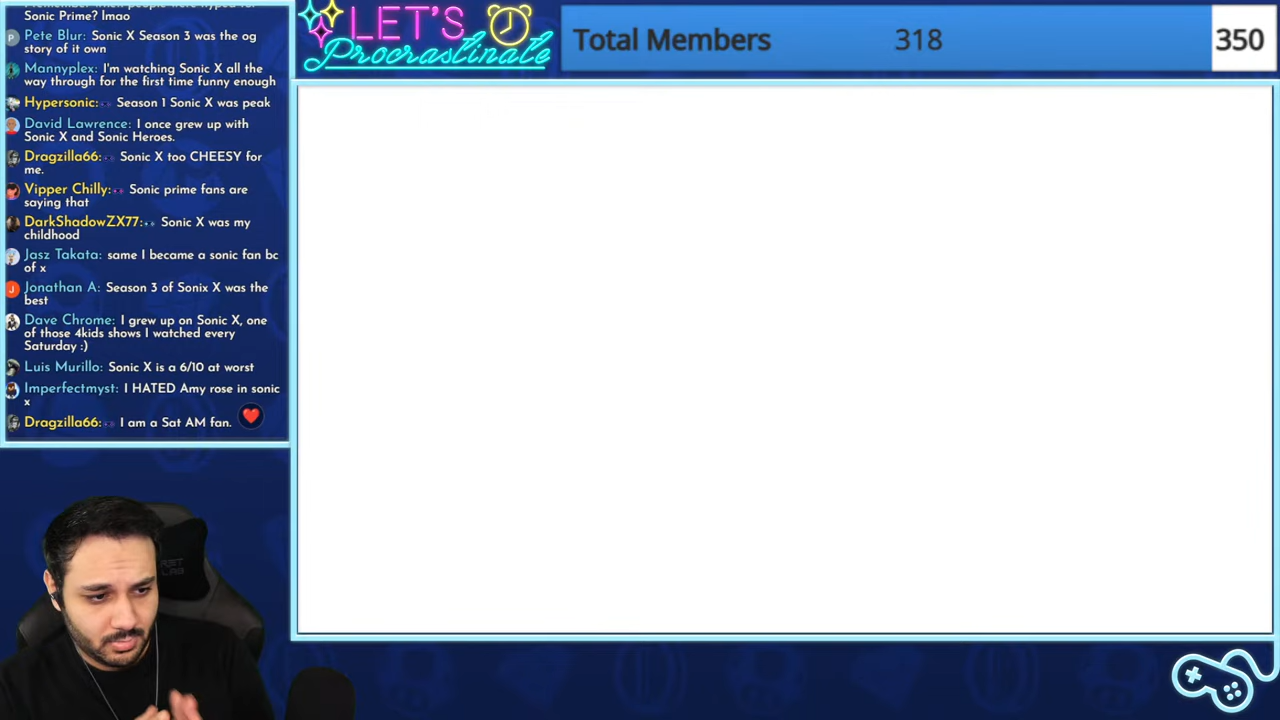 Sonic Prime? lmao
Pete Blur: Sonic X Season 3 was the og
story of it own
Mannyplex: I'm watching Sonic X all the
way through for the first time funny enough
Hypersonic: Season 1 Sonic X was peak
David Lawrence: I once grew up with
Sonic X and Sonic Heroes.
Dragzilla66: Sonic X too CHEESY for
me.
Vipper Chilly: Sonic prime fans are
saying that
DarkShadowZX77: Sonic X was my
childhood
Jasz Takata: same I became a sonic fan bc
of x
Jonathan A: Season 3 of Sonix X was the
best
Dave Chrome: I grew up on Sonic X, one
of those 4kids shows I watched every
Saturday :)
Luis Murillo: Sonic X is a 6/10 at worst
Imperfectmyst: I HATED Amy rose in sonic
x
Dragzilla66: I am a Sat AM fan.
LET'S
Procrastinate
Total Members 318 350